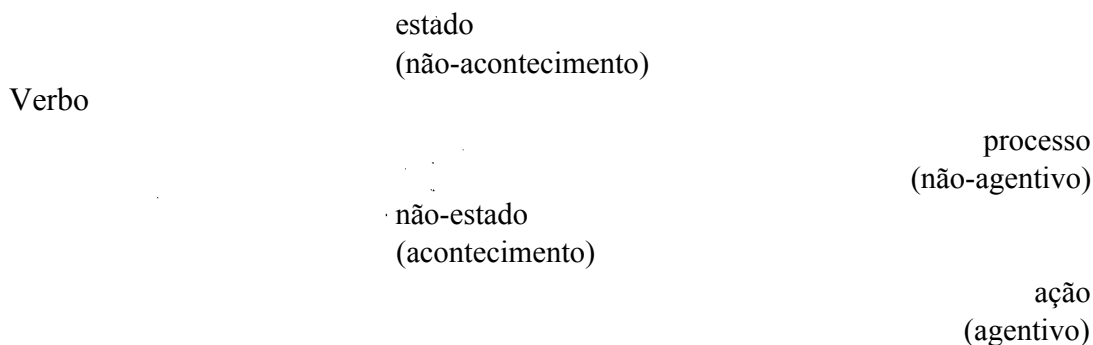 estado
(não-acontecimento)
Verbo
processo
(não-agentivo)
não-estado
(acontecimento)
ação
(agentivo)